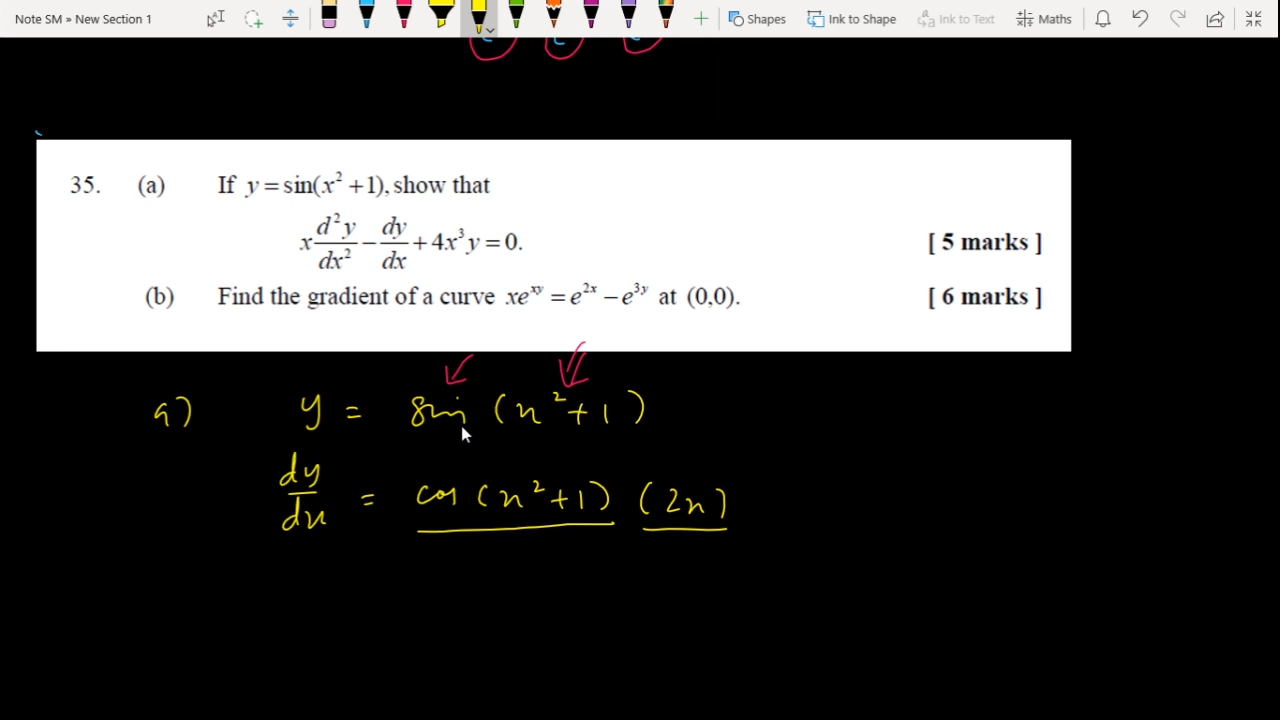 Note SM » New Section 1 Shapes Ink to Shape Ink to Text Maths
35. (a) If y = sin(x² + 1), show that
x d²y/dx² − dy/dx + 4x³y = 0. [ 5 marks ]
(b) Find the gradient of a curve xe^{xy} = e^{2x} − e^{3y} at (0,0). [ 6 marks ]
a) y = sin (x² + 1)
dy/dx = cos (x² + 1) (2x)